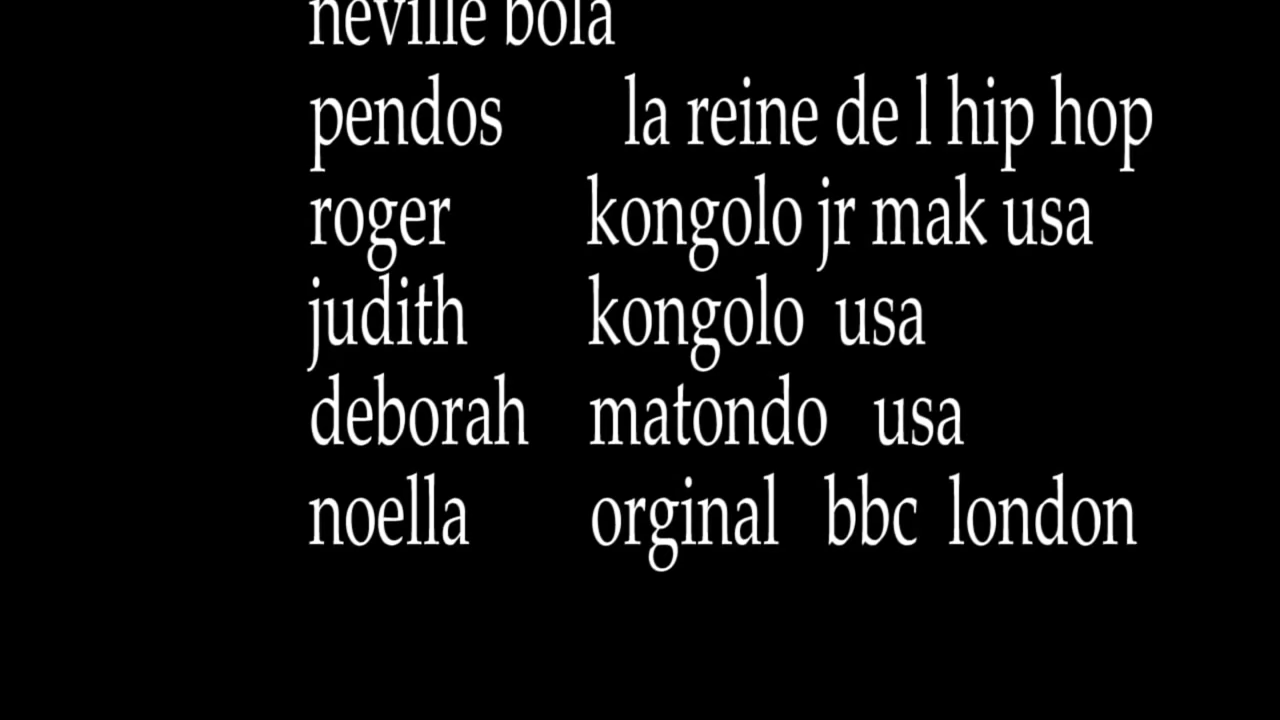 neville bola
pendos la reine de l hip hop
roger kongolo jr mak usa
judith kongolo usa
deborah matondo usa
noella orginal bbc london